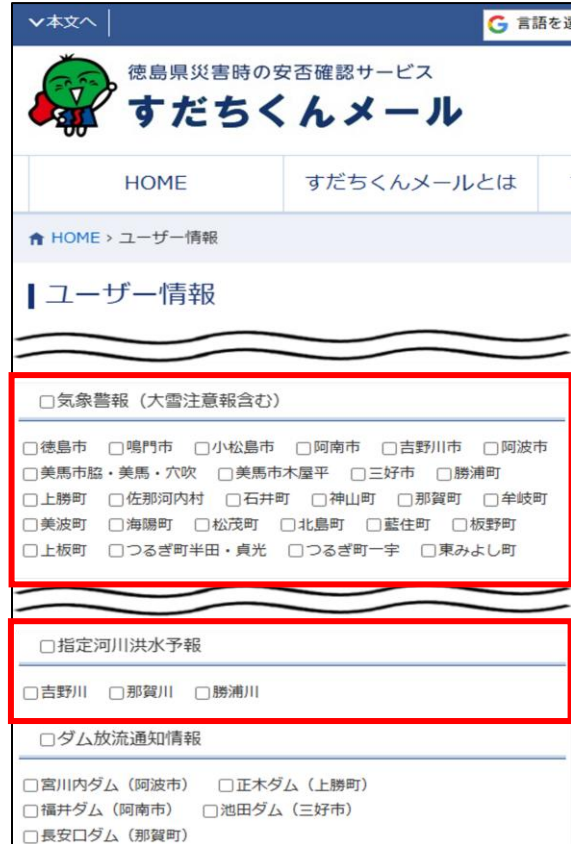 本文へ
言語を選
徳島県災害時の安否確認サービス
すだちくんメール
HOME
すだちくんメールとは
HOME › ユーザー情報
ユーザー情報
□気象警報（大雪注意報含む）
□徳島市 □鳴門市 □小松島市 □阿南市 □吉野川市 □阿波市
□美馬市脇・美馬・穴吹 □美馬市木屋平 □三好市 □勝浦町
□上勝町 □佐那河内村 □石井町 □神山町 □那賀町 □牟岐町
□美波町 □海陽町 □松茂町 □北島町 □藍住町 □板野町
□上板町 □つるぎ町半田・貞光 □つるぎ町一宇 □東みよし町
□指定河川洪水予報
□吉野川 □那賀川 □勝浦川
□ダム放流通知情報
□宮川内ダム（阿波市） □正木ダム（上勝町）
□福井ダム（阿南市） □池田ダム（三好市）
□長安口ダム（那賀町）